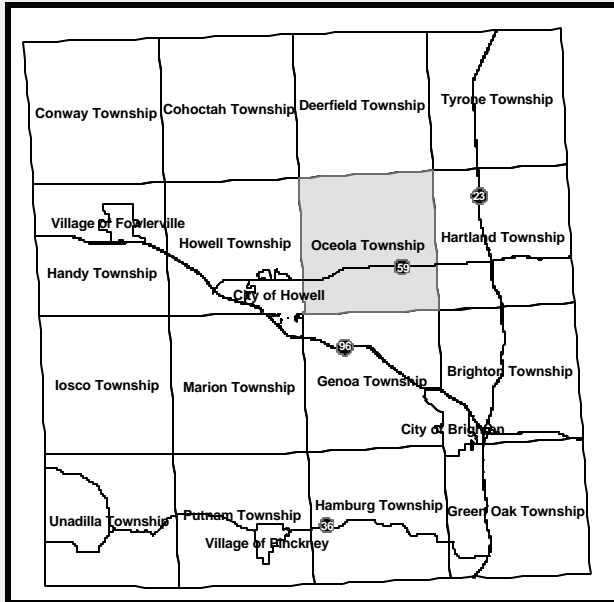 Conway Township
Cohoctah Township
Deerfield Township
Tyrone Township
23
Village of Fowlerville
Howell Township
Oceola Township
Hartland Township
Handy Township
59
City of Howell
96
Iosco Township
Marion Township
Genoa Township
Brighton Township
City of Brighton
Unadilla Township
Putnam Township
Hamburg Township
Green Oak Township
36
Village of Pinckney